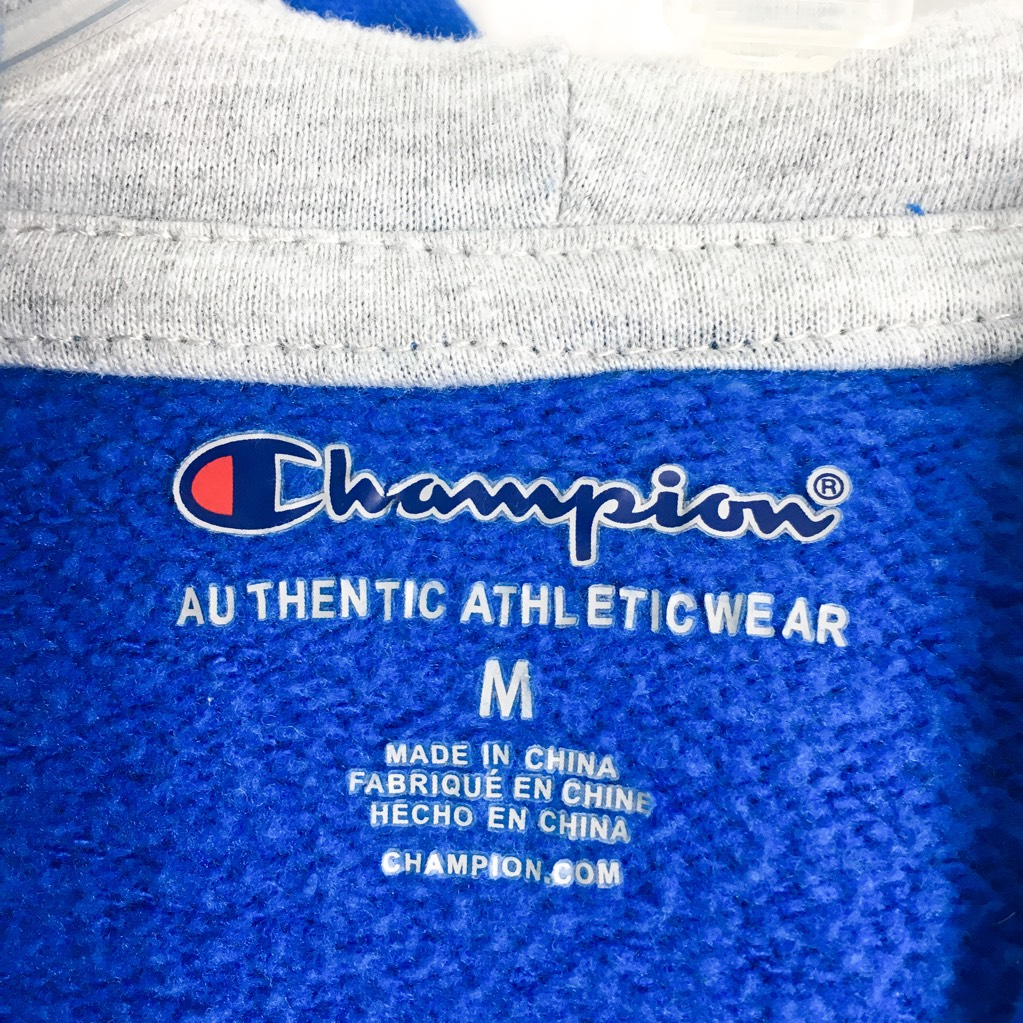 Champion®
AUTHENTIC ATHLETICWEAR
M
MADE IN CHINA
FABRIQUÉ EN CHINE
HECHO EN CHINA
CHAMPION.COM